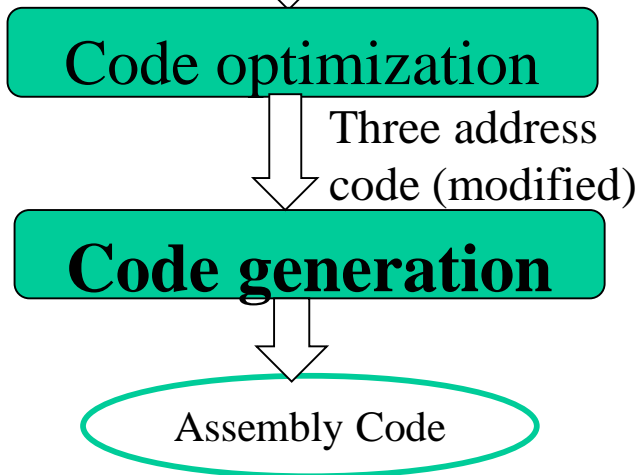 Code optimization
Three address
code (modified)
Code generation
Assembly Code